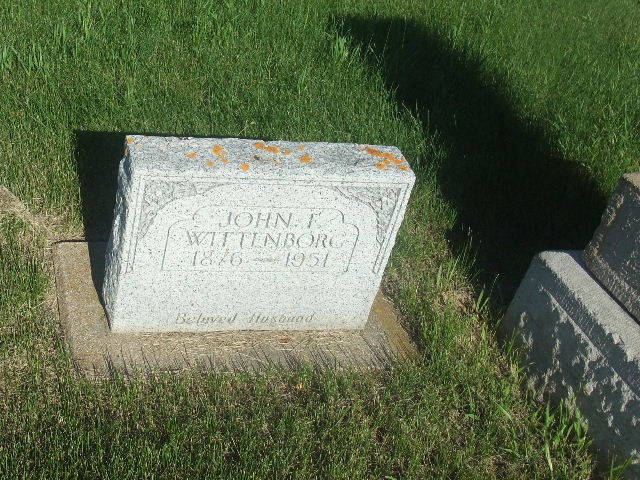 JOHN F.
WITTENBORG
1876 — 1951
Beloved Husband